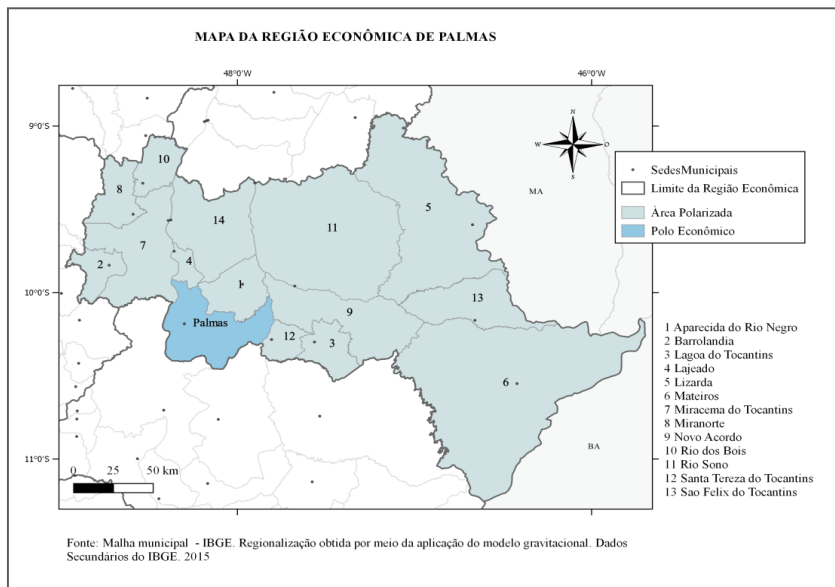 MAPA DA REGIÃO ECONÔMICA DE PALMAS
48°0'O 46°0'O
9°0'S
10°0'S
11°0'S
N
W O
S
MA
BA
10
8
14
11
5
7
2
4
1
9
13
Palmas
12
3
6
0 25 50 km
SedesMunicipais
Limite da Região Econômica
Àrea Polarizada
Polo Econômico
1 Aparecida do Rio Negro
2 Barrolandia
3 Lagoa do Tocantins
4 Lajeado
5 Lizarda
6 Mateiros
7 Miracema do Tocantins
8 Miranorte
9 Novo Acordo
10 Rio dos Bois
11 Rio Sono
12 Santa Tereza do Tocantins
13 Sao Felix do Tocantins
Fonte: Malha municipal - IBGE. Regionalização obtida por meio da aplicação do modelo gravitacional. Dados
Secundários do IBGE. 2015